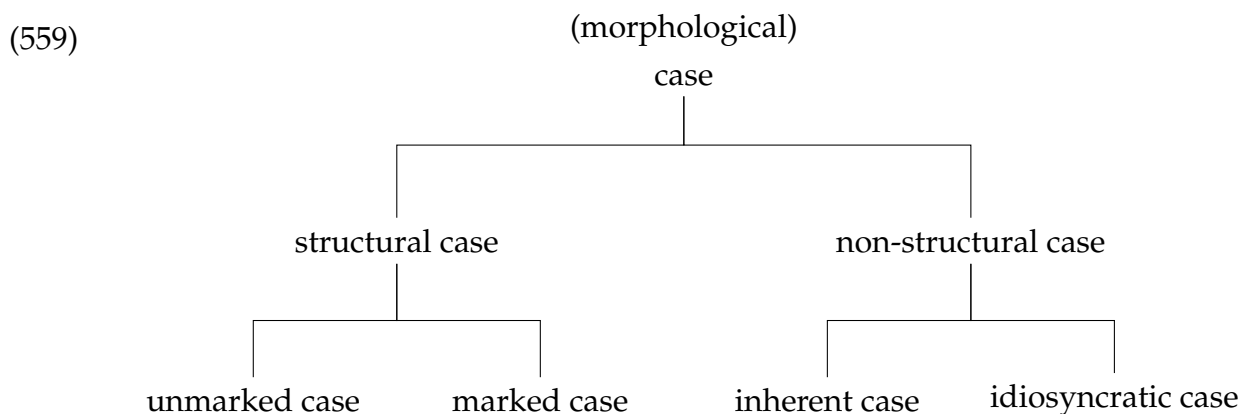 (559)
(morphological)
case
structural case
non-structural case
unmarked case
marked case
inherent case
idiosyncratic case